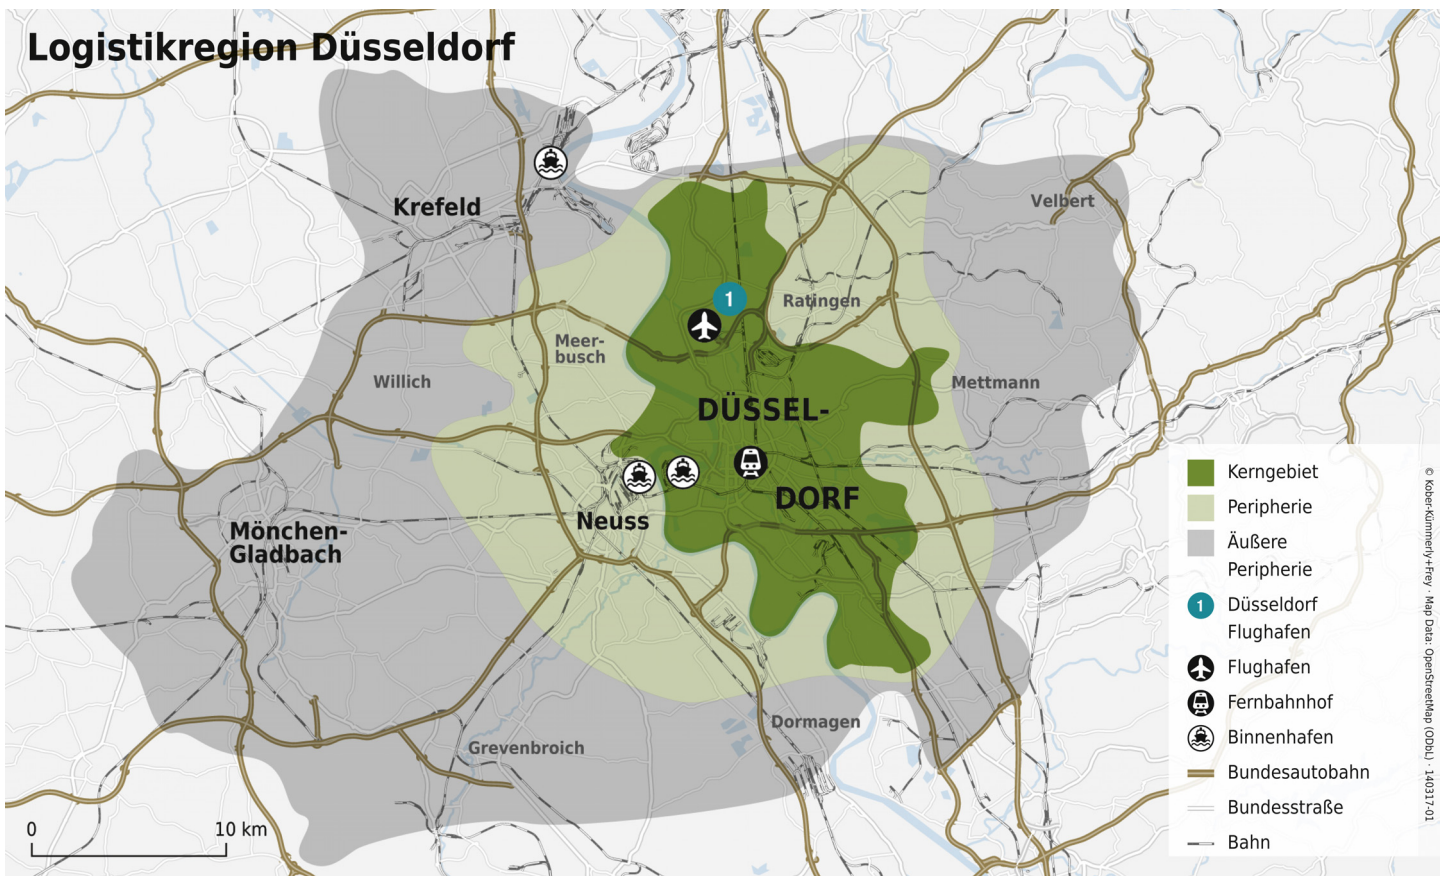 Logistikregion Düsseldorf
Krefeld
Velbert
1
Ratingen
Meer-
busch
Willich
Mettmann
DÜSSEL-
DORF
Neuss
Mönchen-
Gladbach
Dormagen
Grevenbroich
0 10 km
Kerngebiet
Peripherie
Äußere
Peripherie
1 Düsseldorf
Flughafen
Flughafen
Fernbahnhof
Binnenhafen
Bundesautobahn
Bundesstraße
Bahn
© Kober-Kümmerly+Frey · Map Data: OpenStreetMap (ODbL) · 140317-01